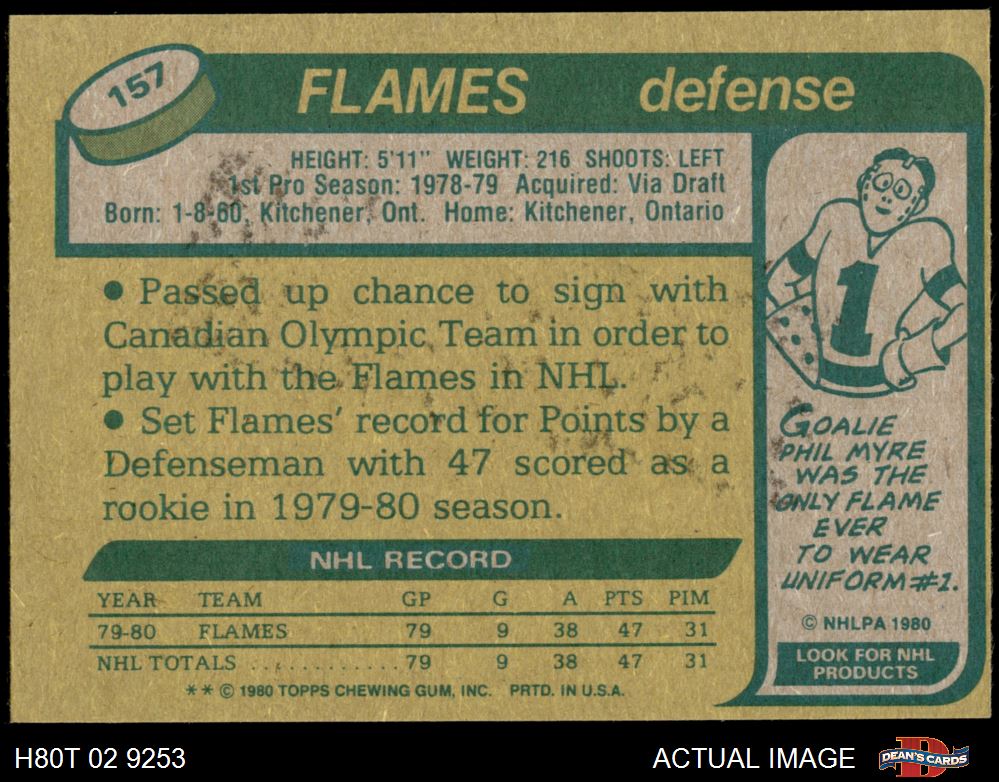 157
FLAMES defense
HEIGHT: 5'11" WEIGHT: 216 SHOOTS: LEFT
1st Pro Season: 1978-79 Acquired: Via Draft
Born: 1-8-60, Kitchener, Ont. Home: Kitchener, Ontario
• Passed up chance to sign with
Canadian Olympic Team in order to
play with the Flames in NHL.
• Set Flames' record for Points by a
Defenseman with 47 scored as a
rookie in 1979-80 season.
1
GOALIE
PHIL MYRE
WAS THE
ONLY FLAME
EVER
TO WEAR
UNIFORM #1.
© NHLPA 1980
LOOK FOR NHL
PRODUCTS
NHL RECORD
YEAR TEAM GP G A PTS PIM
79-80 FLAMES 79 9 38 47 31
NHL TOTALS ............ 79 9 38 47 31
** © 1980 TOPPS CHEWING GUM, INC. PRTD. IN U.S.A.
H80T 02 9253
ACTUAL IMAGE
DEAN'S CARDS